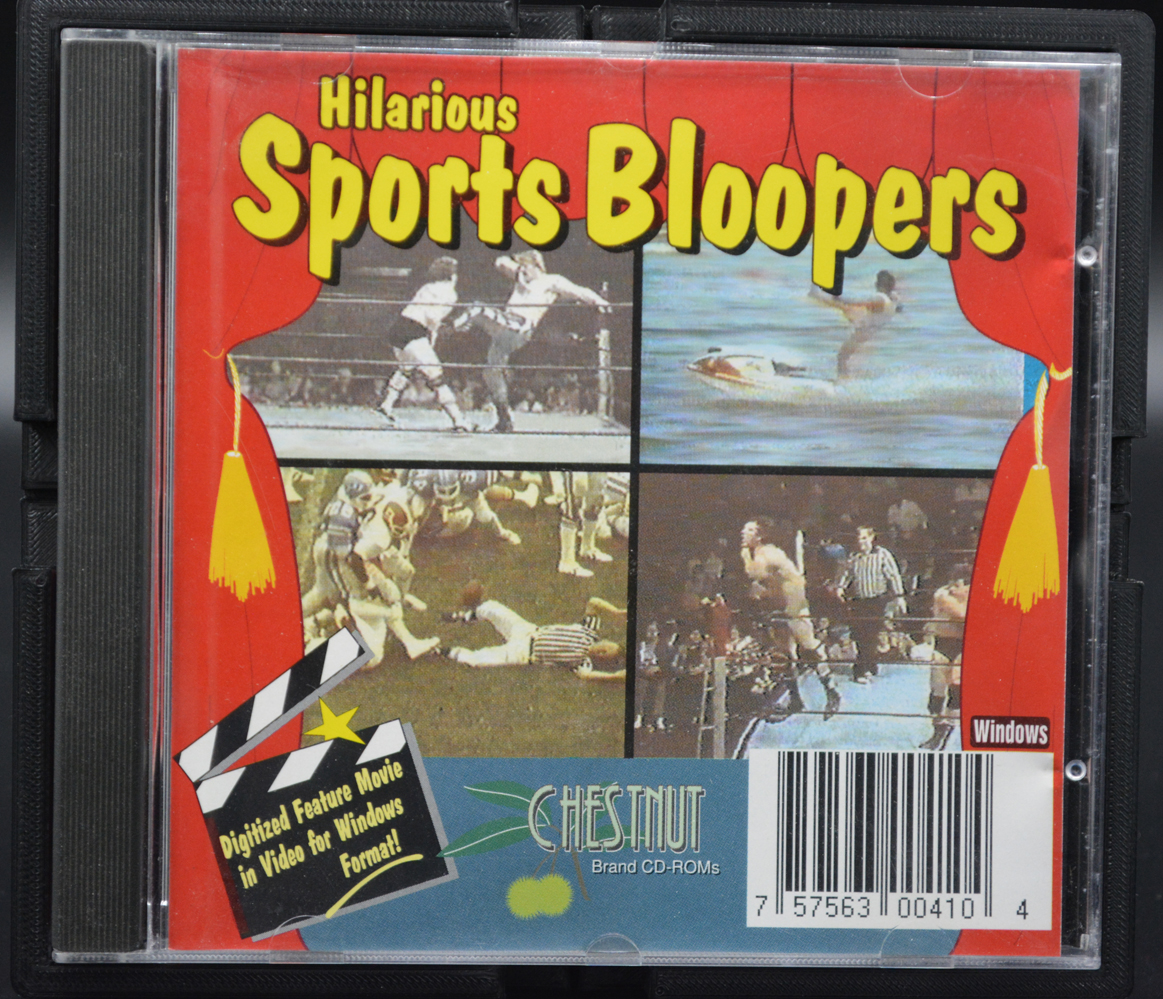 Hilarious
Sports Bloopers
Windows
Digitized Feature Movie
in Video for Windows
Format!
CHESTNUT
Brand CD-ROMs
7 57563 00410 4